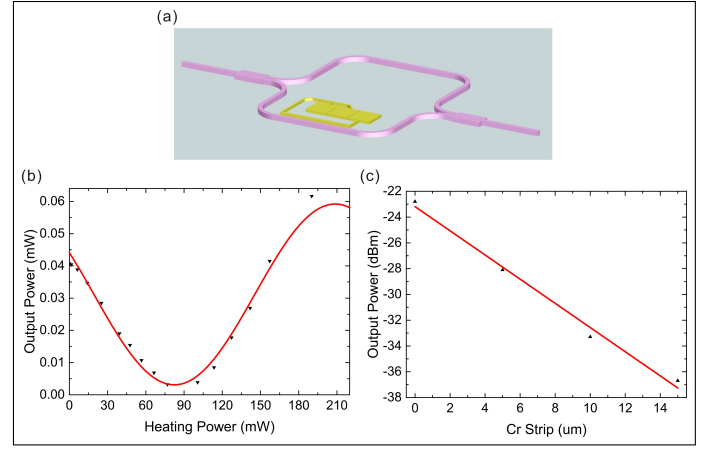 (a)
(b)
0.06
0.05
0.04
0.03
0.02
0.01
0.00
Output Power (mW)
0 30 60 90 120 150 180 210
Heating Power (mW)
(c)
-22
-24
-26
-28
-30
-32
-34
-36
-38
Output Power (dBm)
0 2 4 6 8 10 12 14
Cr Strip (um)